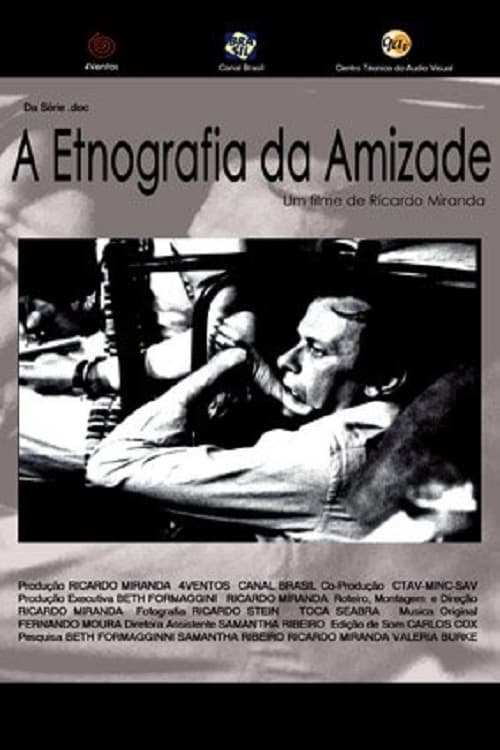 4Ventos
BRA
SIL
Canal Brasil
Centro Técnico do Audio Visual
Da Série .doc
A Etnografia da Amizade
Um filme de Ricardo Miranda
Produção RICARDO MIRANDA 4VENTOS CANAL BRASIL Co-Produção CTAV-MINC-SAV
Produção Executiva BETH FORMAGGINI RICARDO MIRANDA Roteiro, Montagem e Direção
RICARDO MIRANDA Fotografia RICARDO STEIN TOCA SEABRA Musica Original
FERNANDO MOURA Diretora Assistente SAMANTHA RIBEIRO Edição de Som CARLOS COX
Pesquisa BETH FORMAGGINNI SAMANTHA RIBEIRO RICARDO MIRANDA VALERIA BURKE